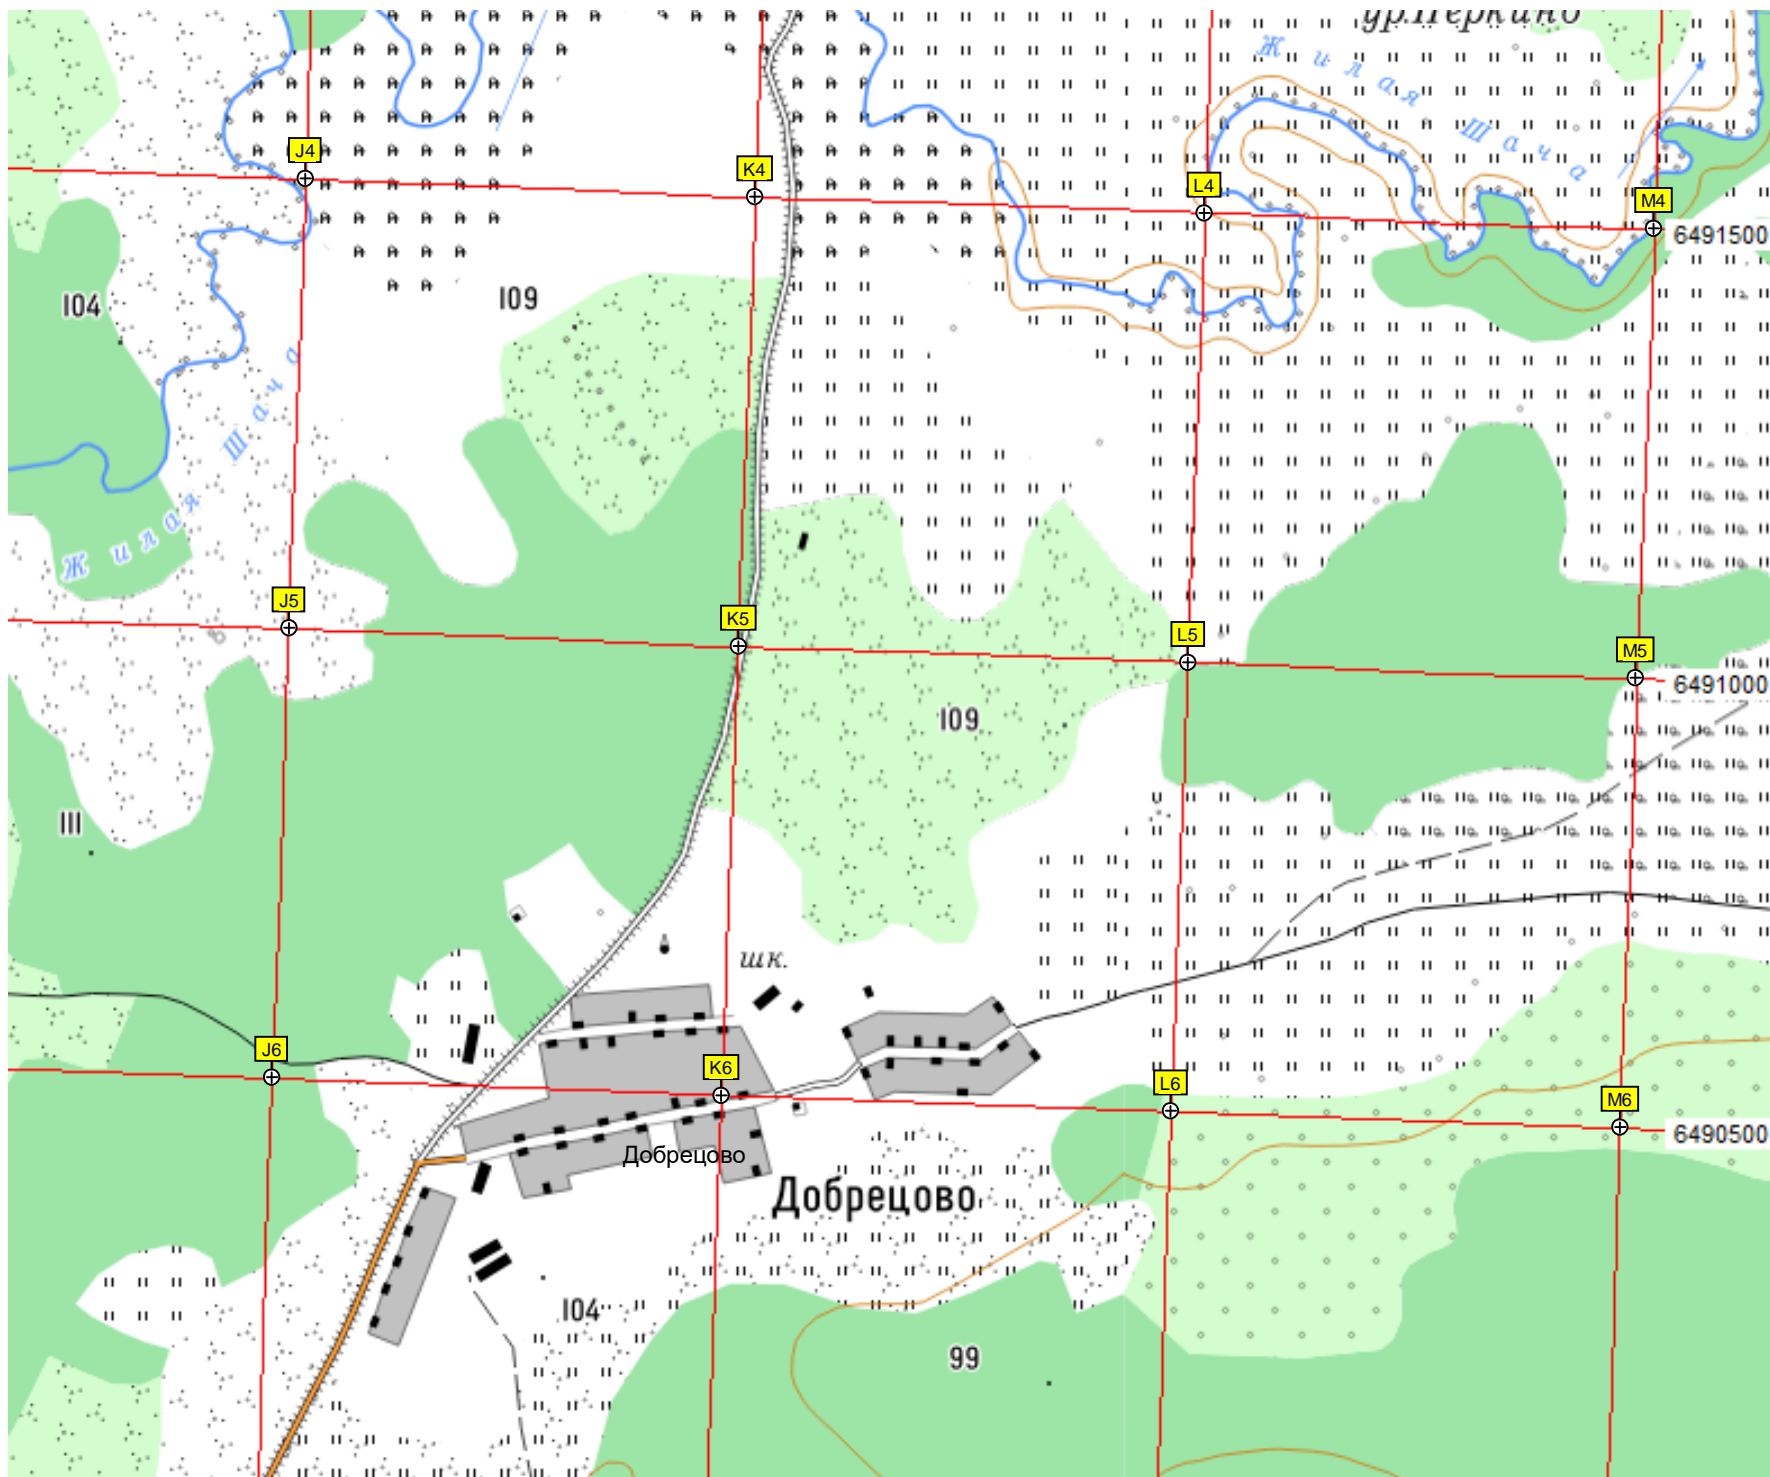 ур.Перкино
Жилая Шача
J4
K4
L4
M4
6491500
104
109
Жилая Шача
J5
K5
L5
M5
6491000
109
111
шк.
J6
K6
L6
M6
6490500
Добрецово
Добрецово
104
99